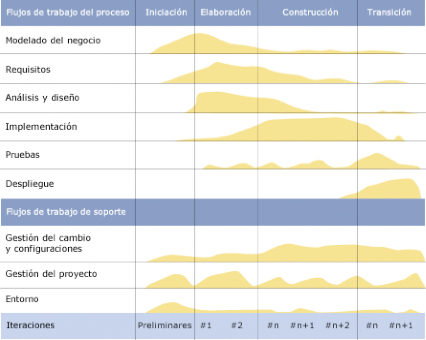 Flujos de trabajo del proceso Iniciación Elaboración Construcción Transición
Modelado del negocio
Requisitos
Análisis y diseño
Implementación
Pruebas
Despliegue
Flujos de trabajo de soporte
Gestión del cambio
y configuraciones
Gestión del proyecto
Entorno
Iteraciones Preliminares #1 #2 #n #n+1 #n+2 #n #n+1